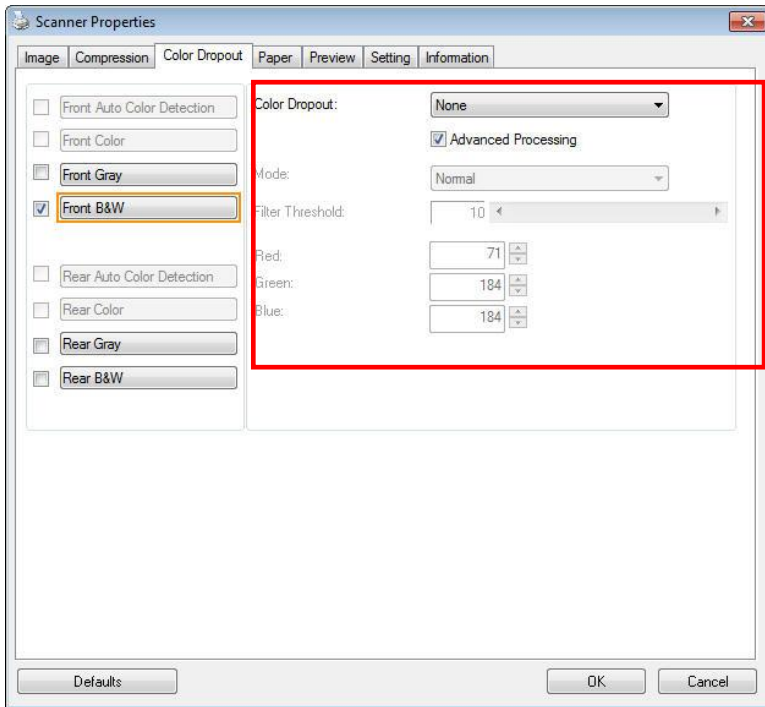 Scanner Properties
Image Compression Color Dropout Paper Preview Setting Information
Front Auto Color Detection
Front Color
Front Gray
Front B&W
Rear Auto Color Detection
Rear Color
Rear Gray
Rear B&W
Color Dropout: None
Advanced Processing
Mode: Normal
Filter Threshold: 10
Red: 71
Green: 184
Blue: 184
Defaults OK Cancel